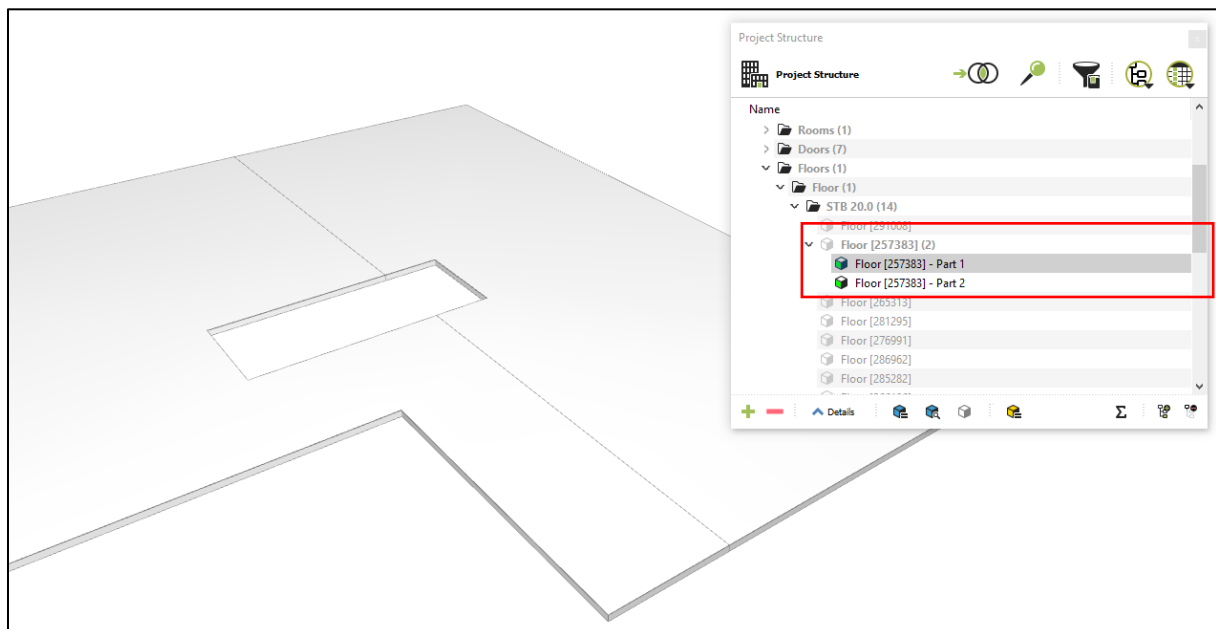 Project Structure
Project Structure
Name
Rooms (1)
Doors (7)
Floors (1)
Floor (1)
STB 20.0 (14)
Floor [291008]
Floor [257383] (2)
Floor [257383] - Part 1
Floor [257383] - Part 2
Floor [265313]
Floor [281295]
Floor [276991]
Floor [286962]
Floor [285282]
Details
Σ